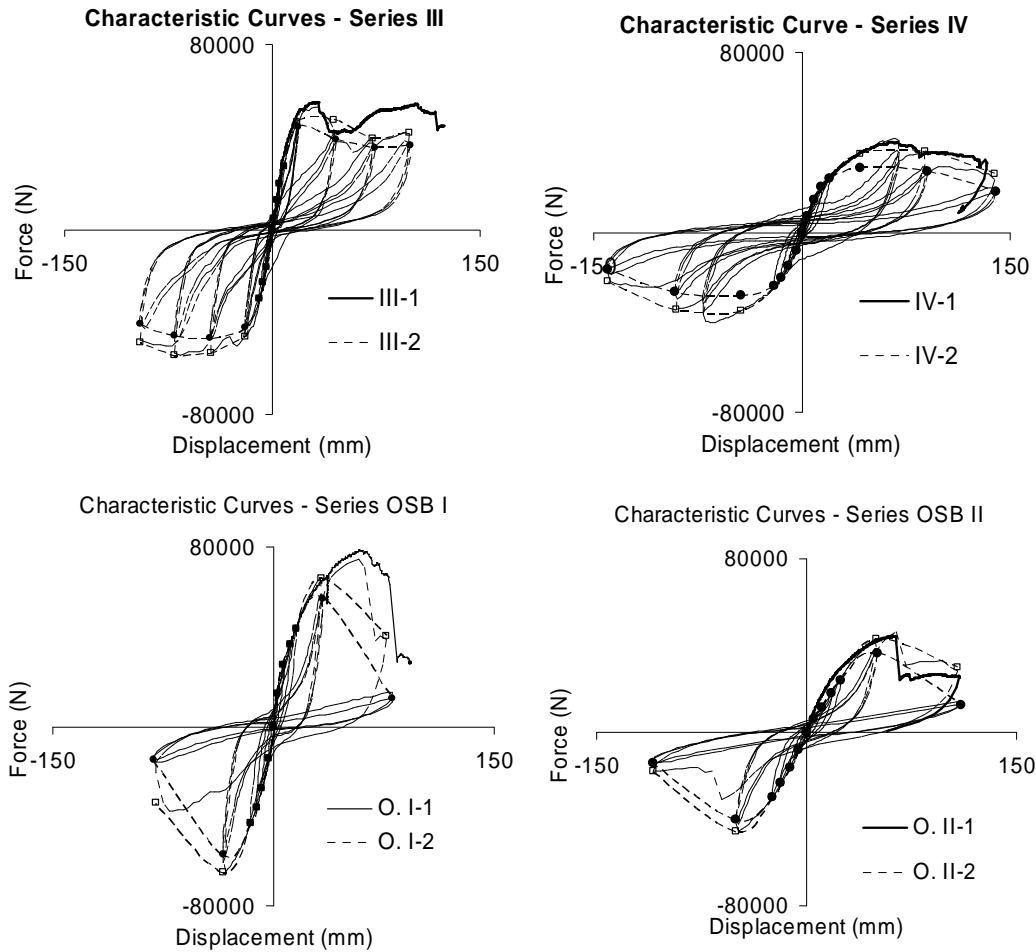 Characteristic Curves - Series III
80000
Force (N)
-150
150
III-1
III-2
-80000
Displacement (mm)
Characteristic Curve - Series IV
80000
Force (N)
-150
150
IV-1
IV-2
-80000
Displacement (mm)
Characteristic Curves - Series OSB I
80000
Force (N)
-150
150
O. I-1
O. I-2
-80000
Displacement (mm)
Characteristic Curves - Series OSB II
80000
Force (N)
-150
150
O. II-1
O. II-2
-80000
Displacement (mm)